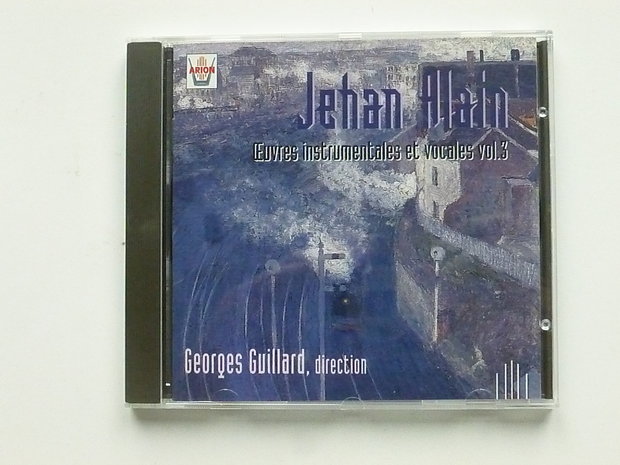 ARION
Jehan Alain
Œuvres instrumentales et vocales vol.3
Georges Guillard, direction